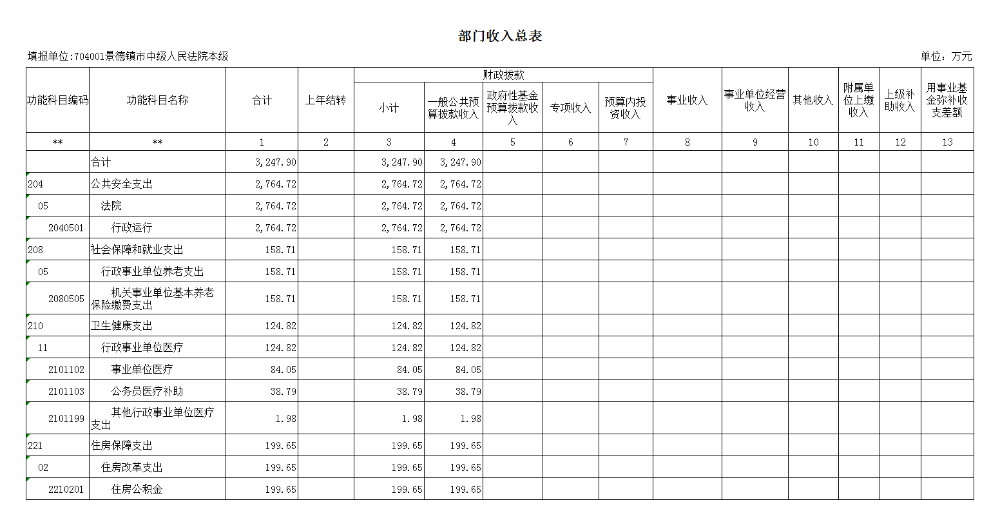 部门收入总表
填报单位:704001景德镇市中级人民法院本级 单位：万元
功能科目编码 功能科目名称 合计 上年结转 财政拨款 事业收入 事业单位经营收入 其他收入 附属单位上缴收入 上级补助收入 用事业基金弥补收支差额
小计 一般公共预算拨款收入 政府性基金预算拨款收入 专项收入 预算内投资收入
** ** 1 2 3 4 5 6 7 8 9 10 11 12 13
合计 3,247.90 3,247.90 3,247.90
204 公共安全支出 2,764.72 2,764.72 2,764.72
05 法院 2,764.72 2,764.72 2,764.72
2040501 行政运行 2,764.72 2,764.72 2,764.72
208 社会保障和就业支出 158.71 158.71 158.71
05 行政事业单位养老支出 158.71 158.71 158.71
2080505 机关事业单位基本养老保险缴费支出 158.71 158.71 158.71
210 卫生健康支出 124.82 124.82 124.82
11 行政事业单位医疗 124.82 124.82 124.82
2101102 事业单位医疗 84.05 84.05 84.05
2101103 公务员医疗补助 38.79 38.79 38.79
2101199 其他行政事业单位医疗支出 1.98 1.98 1.98
221 住房保障支出 199.65 199.65 199.65
02 住房改革支出 199.65 199.65 199.65
2210201 住房公积金 199.65 199.65 199.65